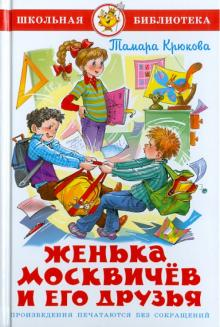 ШКОЛЬНАЯ БИБЛИОТЕКА
Тамара Крюкова
ЖЕНЬКА
МОСКВИЧЁВ
И ЕГО ДРУЗЬЯ
ПРОИЗВЕДЕНИЯ ПЕЧАТАЮТСЯ БЕЗ СОКРАЩЕНИЙ